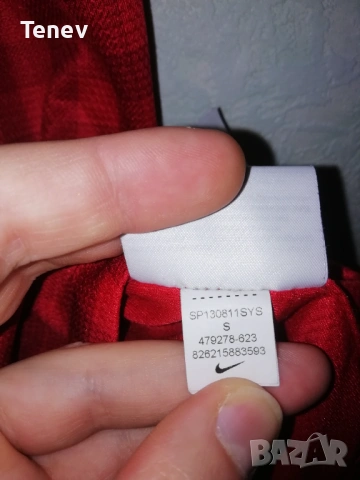 Tenev
SP130811SYS
S
479278-623
826215883593
BAZAR